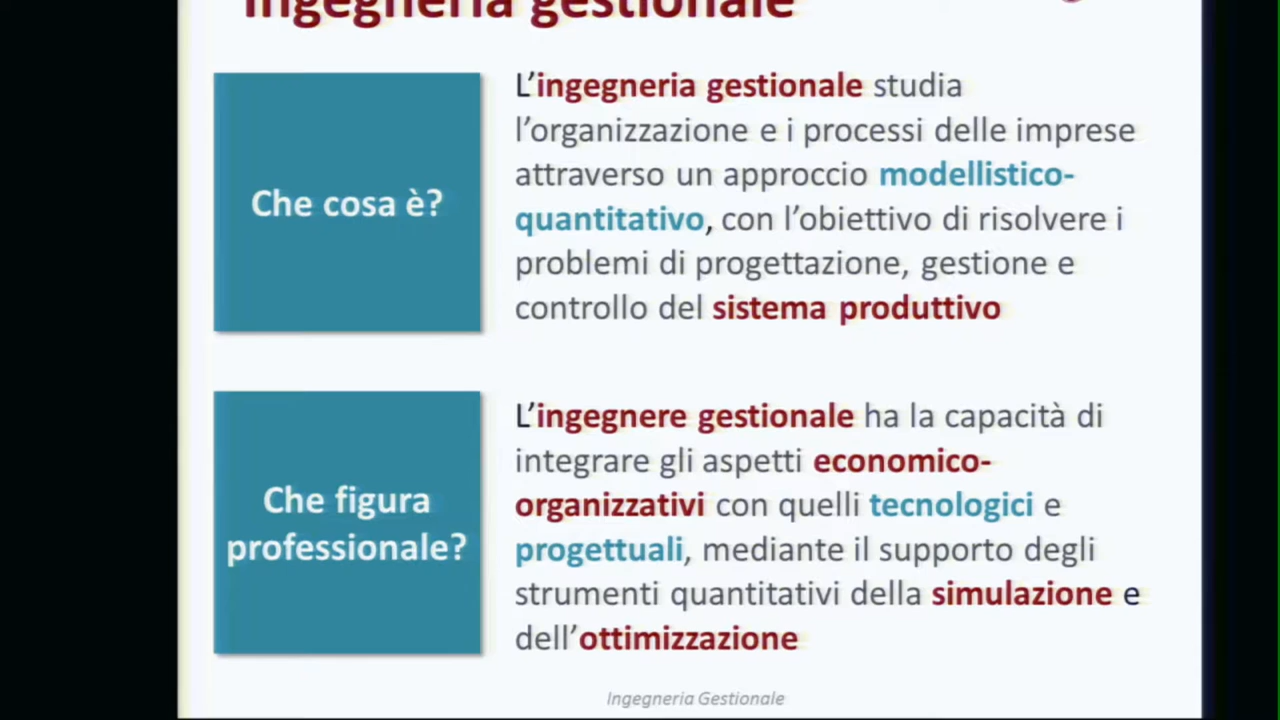 Ingegneria gestionale
Che cosa è?
L'ingegneria gestionale studia
l'organizzazione e i processi delle imprese
attraverso un approccio modellistico-
quantitativo, con l'obiettivo di risolvere i
problemi di progettazione, gestione e
controllo del sistema produttivo
Che figura
professionale?
L'ingegnere gestionale ha la capacità di
integrare gli aspetti economico-
organizzativi con quelli tecnologici e
progettuali, mediante il supporto degli
strumenti quantitativi della simulazione e
dell'ottimizzazione
Ingegneria Gestionale